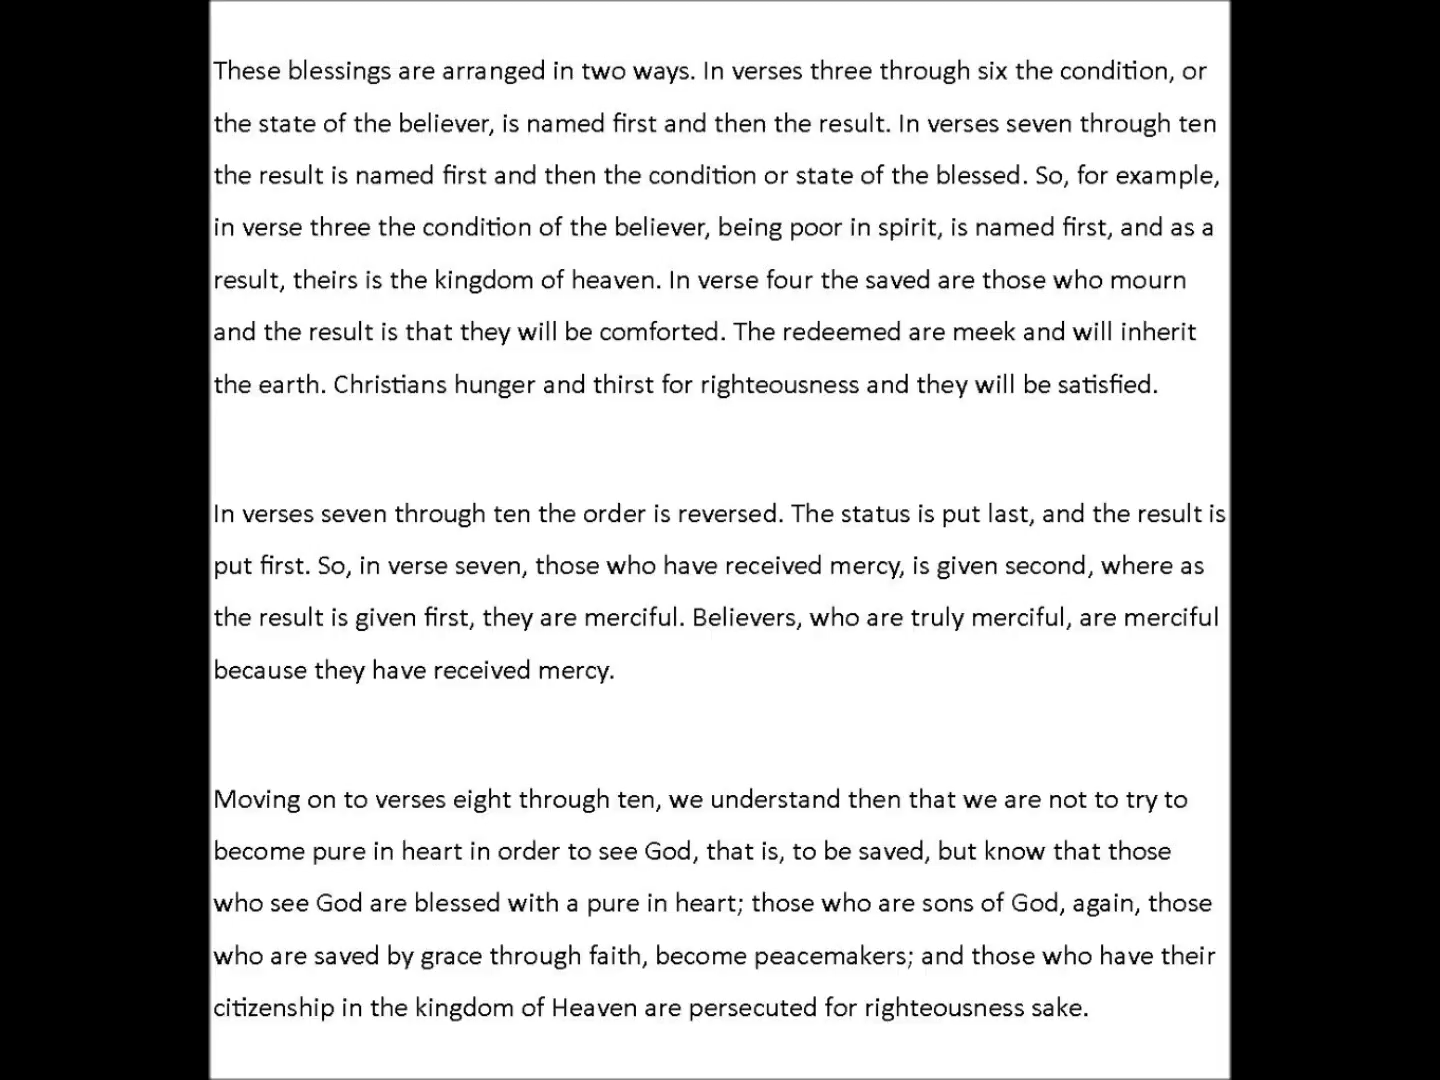 These blessings are arranged in two ways. In verses three through six the condition, or
the state of the believer, is named first and then the result. In verses seven through ten
the result is named first and then the condition or state of the blessed. So, for example,
in verse three the condition of the believer, being poor in spirit, is named first, and as a
result, theirs is the kingdom of heaven. In verse four the saved are those who mourn
and the result is that they will be comforted. The redeemed are meek and will inherit
the earth. Christians hunger and thirst for righteousness and they will be satisfied.
In verses seven through ten the order is reversed. The status is put last, and the result is
put first. So, in verse seven, those who have received mercy, is given second, where as
the result is given first, they are merciful. Believers, who are truly merciful, are merciful
because they have received mercy.
Moving on to verses eight through ten, we understand then that we are not to try to
become pure in heart in order to see God, that is, to be saved, but know that those
who see God are blessed with a pure in heart; those who are sons of God, again, those
who are saved by grace through faith, become peacemakers; and those who have their
citizenship in the kingdom of Heaven are persecuted for righteousness sake.